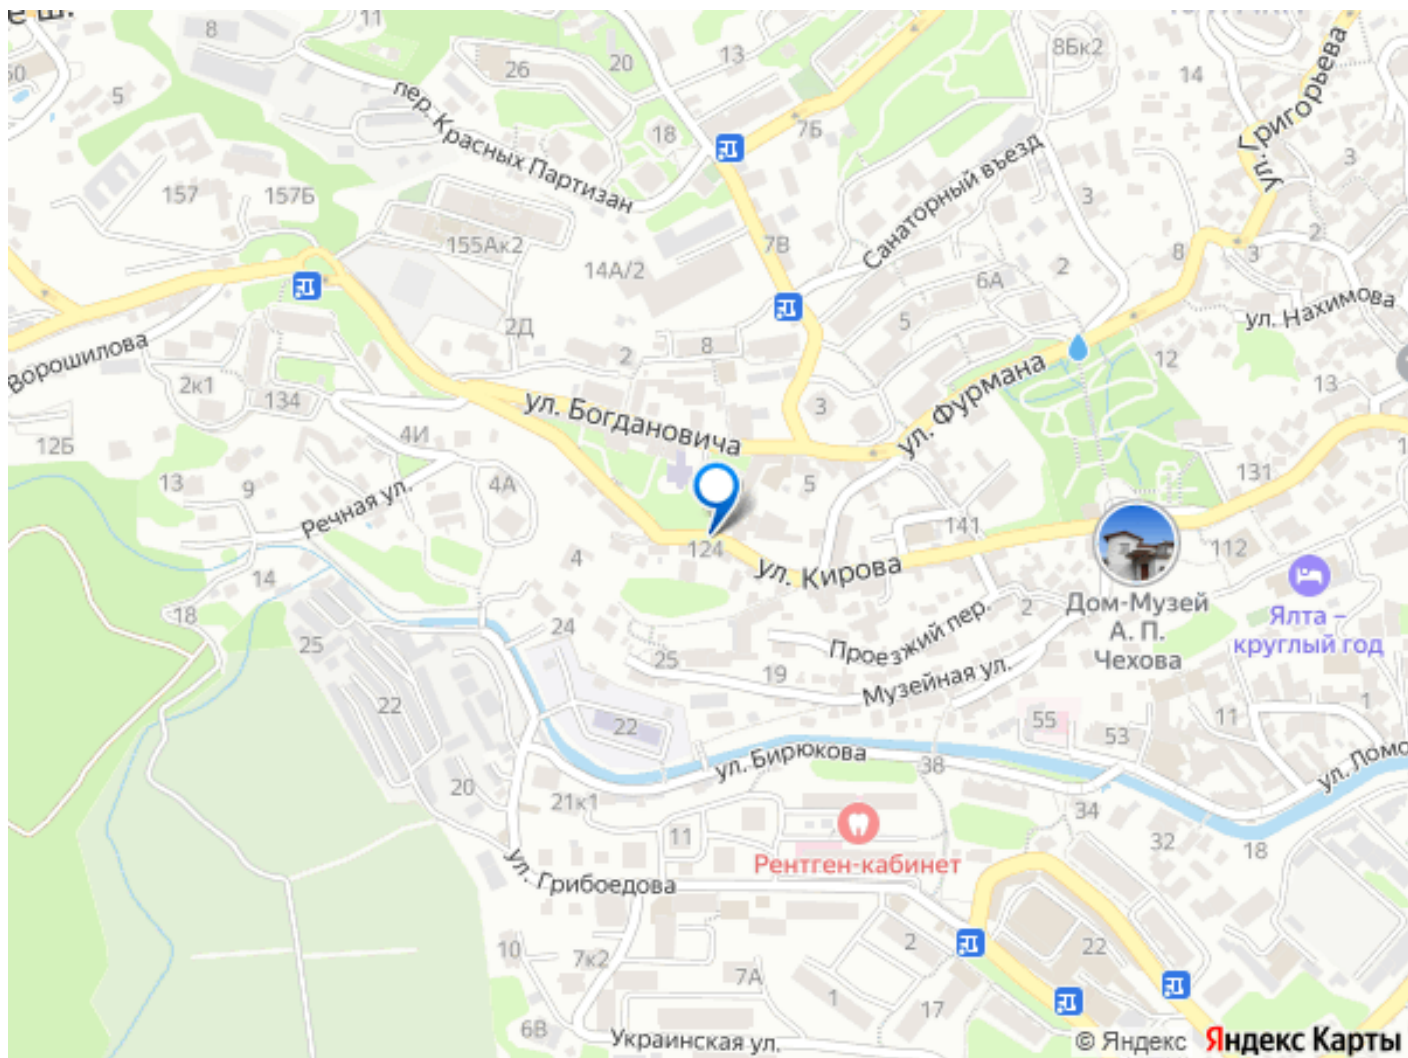 8
11
20
13
8Бк2
14
50
5
26
пер. Красных Партизан
18
7Б
ул. Григорьева
3
157
157Б
155Ак2
14А/2
7В
Санаторный въезд
3
2
8
3
2
6А
ул. Нахимова
5
2Д
2
8
Ворошилова
2к1
134
ул. Богдановича
3
ул. Фурмана
12
13
12Б
4И
13
9
4А
Речная ул.
5
131
141
124
ул. Кирова
4
112
14
18
25
24
Проезжий пер.
2
Дом-Музей
А. П.
Чехова
Ялта –
круглый год
25
19
Музейная ул.
22
22
55
53
11
1
ул. Бирюкова
38
ул. Ломо
20
21к1
11
34
32
18
Рентген-кабинет
ул. Грибоедова
10
7к2
7А
2
22
1
17
6В
Украинская ул.
© Яндекс
Яндекс Карты